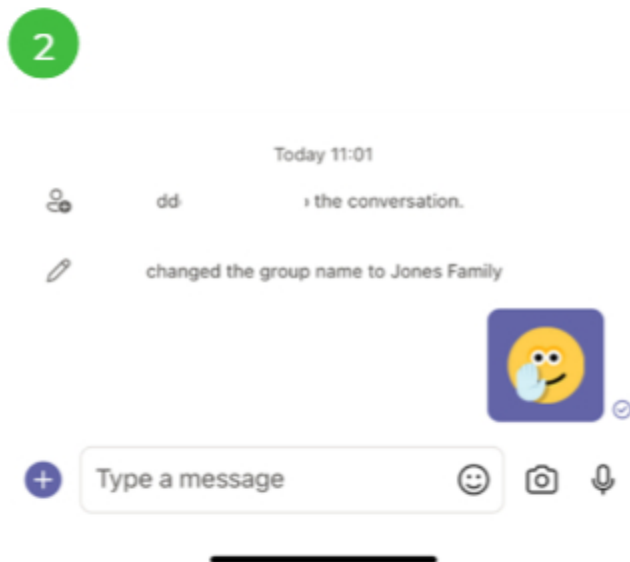 2
Today 11:01
dd the conversation.
changed the group name to Jones Family
Type a message